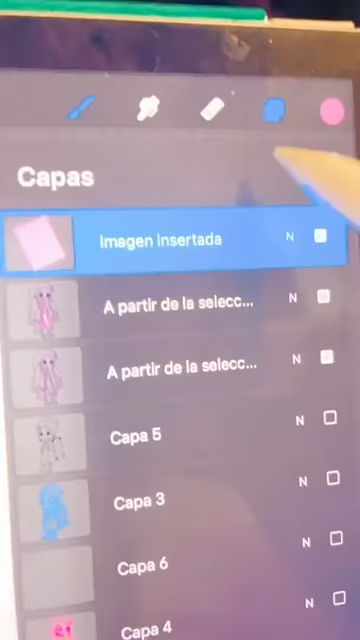 Capas
Imagen insertada N
A partir de la selecc... N
A partir de la selecc... N
Capa 5 N
Capa 3 N
Capa 6 N
Capa 4 N